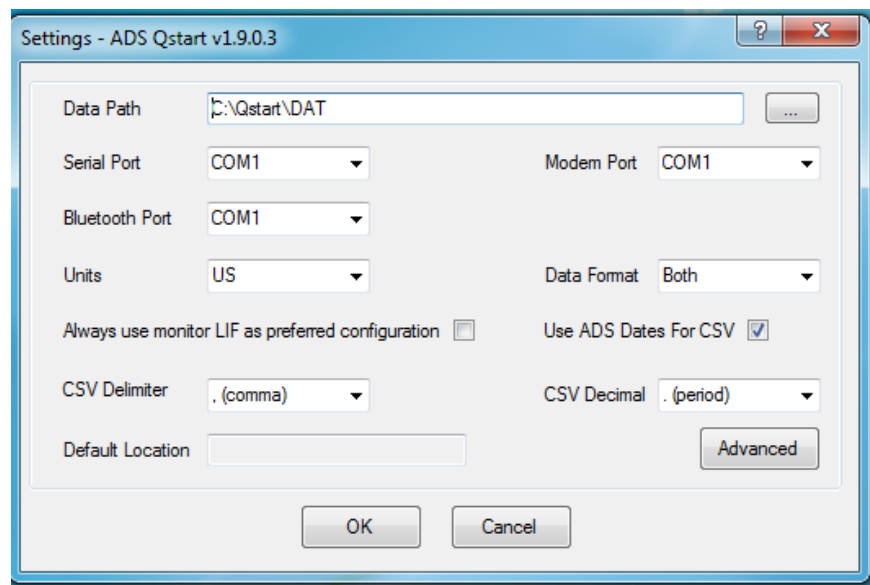 Settings - ADS Qstart v1.9.0.3
Data Path C:\Qstart\DAT ...
Serial Port COM1 Modem Port COM1
Bluetooth Port COM1
Units US Data Format Both
Always use monitor LIF as preferred configuration Use ADS Dates For CSV
CSV Delimiter , (comma) CSV Decimal . (period)
Default Location Advanced
OK Cancel